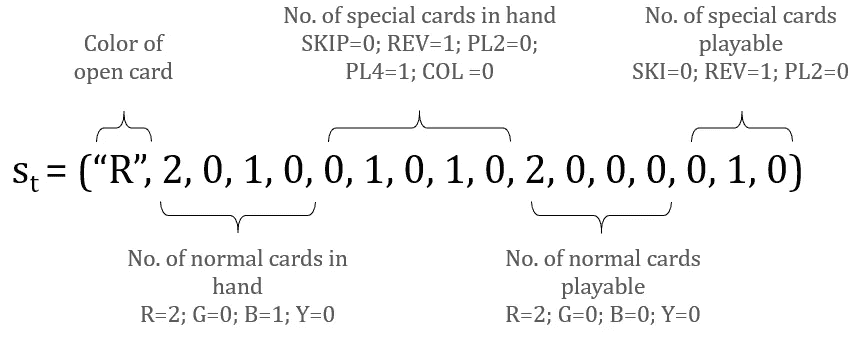 Color of
open card
No. of special cards in hand
SKIP=0; REV=1; PL2=0;
PL4=1; COL =0
No. of special cards
playable
SKI=0; REV=1; PL2=0
st = (“R”, 2, 0, 1, 0, 0, 1, 0, 1, 0, 2, 0, 0, 0, 0, 1, 0)
No. of normal cards in
hand
R=2; G=0; B=1; Y=0
No. of normal cards
playable
R=2; G=0; B=0; Y=0